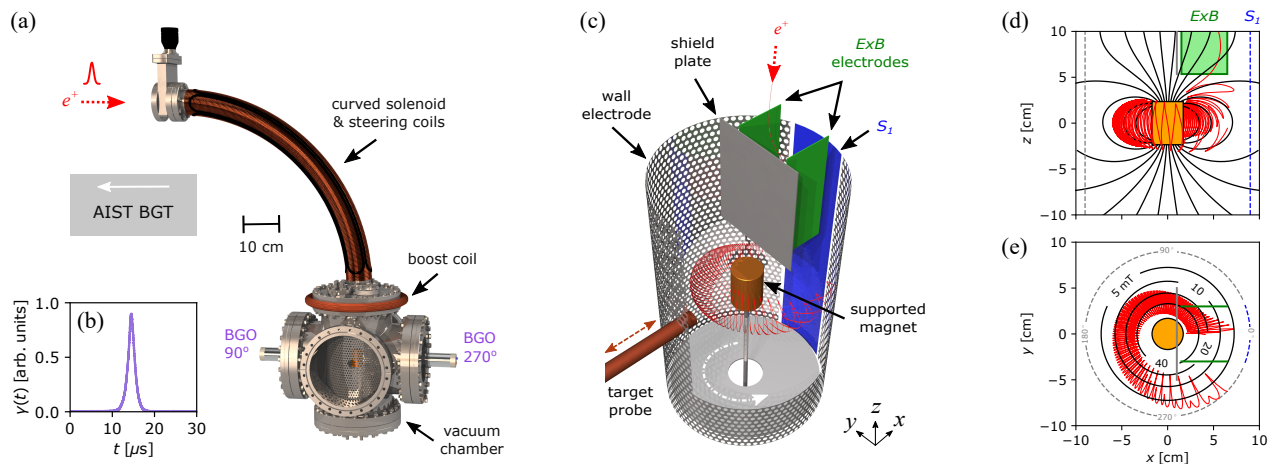 (a)
e⁺
curved solenoid
& steering coils
AIST BGT
10 cm
boost coil
(b)
BGO
90°
BGO
270°
vacuum
chamber
γ(t) [arb. units]
1.0
0.5
0.0
0
10
20
30
t [μs]
(c)
e⁺
shield
plate
ExB
electrodes
wall
electrode
S₁
supported
magnet
target
probe
z
y
x
(d)
ExB
S₁
z [cm]
10
5
0
−5
−10
−10
−5
0
5
10
(e)
y [cm]
10
5
0
−5
−10
90°
5 mT
10
180°
0°
20
40
270°
−10
−5
0
5
10
x [cm]